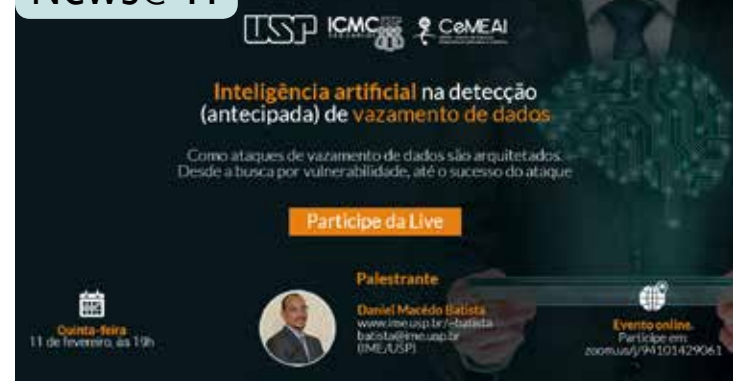 USP ICMC CeMEAI
Inteligência artificial na detecção
(antecipada) de vazamento de dados
Como ataques de vazamento de dados são arquitetados.
Desde a busca por vulnerabilidade, até o sucesso do ataque
Participe da Live
Quinta-feira
11 de fevereiro, às 19h
Palestrante
Daniel Macêdo Batista
www.ime.usp.br/~batista
batista@ime.usp.br
(IME/USP)
Evento online.
Participe em:
zoom.us/j/94101429061